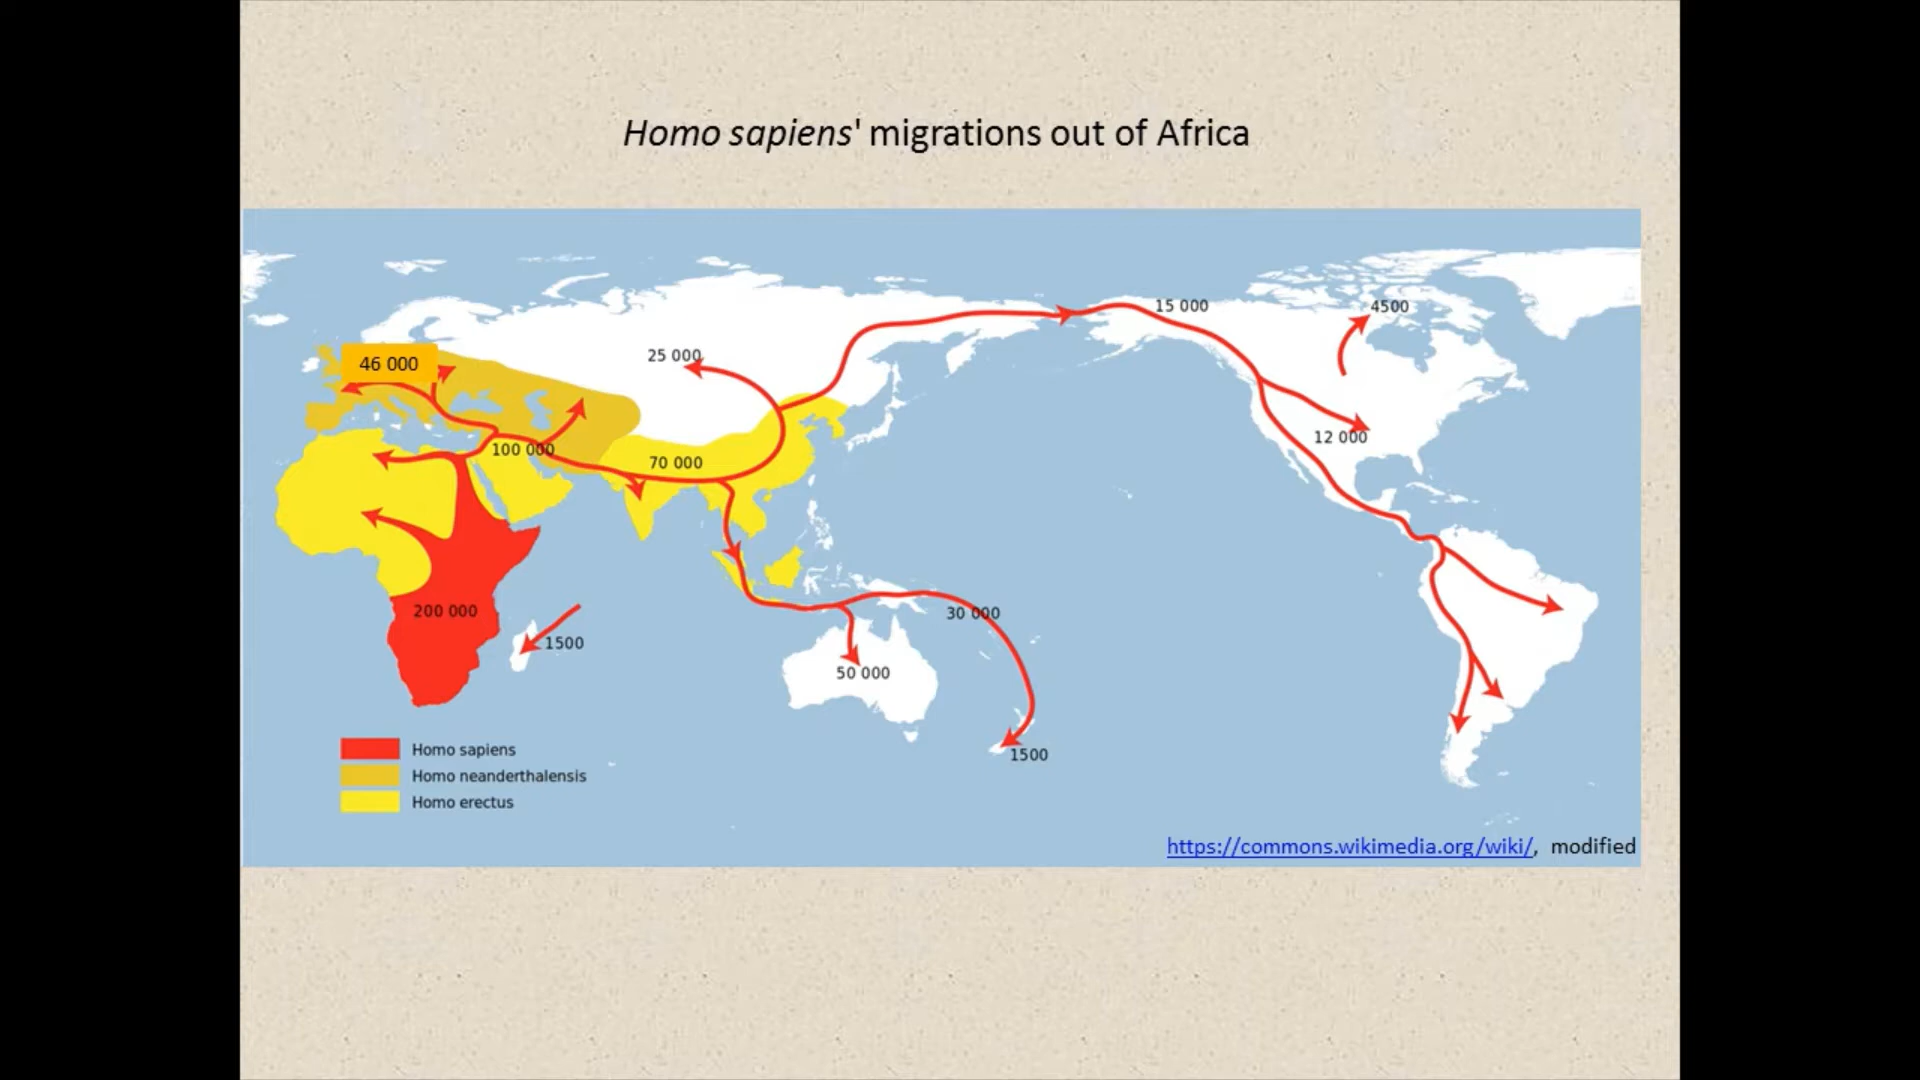 Homo sapiens' migrations out of Africa
15 000
4500
25 000
46 000
12 000
100 000
70 000
200 000
30 000
1500
50 000
1500
Homo sapiens
Homo neanderthalensis
Homo erectus
https://commons.wikimedia.org/wiki/, modified